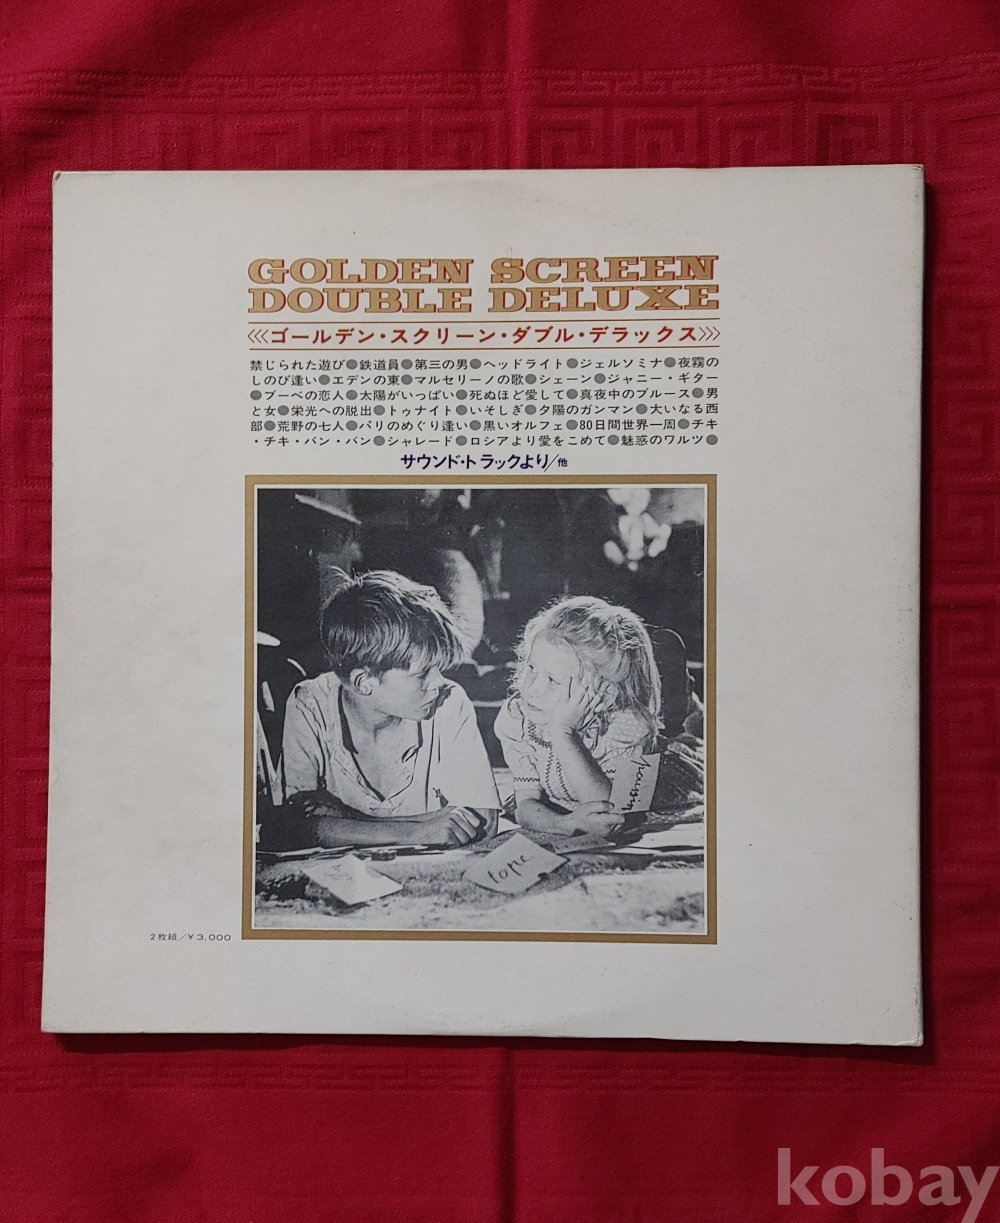 GOLDEN SCREEN
DOUBLE DELUXE
《ゴールデン・スクリーン・ダブル・デラックス》
禁じられた遊び●鉄道員●第三の男●ヘッドライト●ジェルソミナ●夜霧の
しのび逢い●エデンの東●マルセリーノの歌●シェーン●ジャニー・ギター
●ブーベの恋人●太陽がいっぱい●死ぬほど愛して●真夜中のブルース●男
と女●栄光への脱出●トゥナイト●いそしぎ●夕陽のガンマン●大いなる西
部●荒野の七人●パリのめぐり逢い●黒いオルフェ●80日間世界一周●チキ
・チキ・バン・バン●シャレード●ロシアより愛をこめて●魅惑のワルツ●
サウンド・トラックより/他
tope
2枚組/¥3,000
kobay